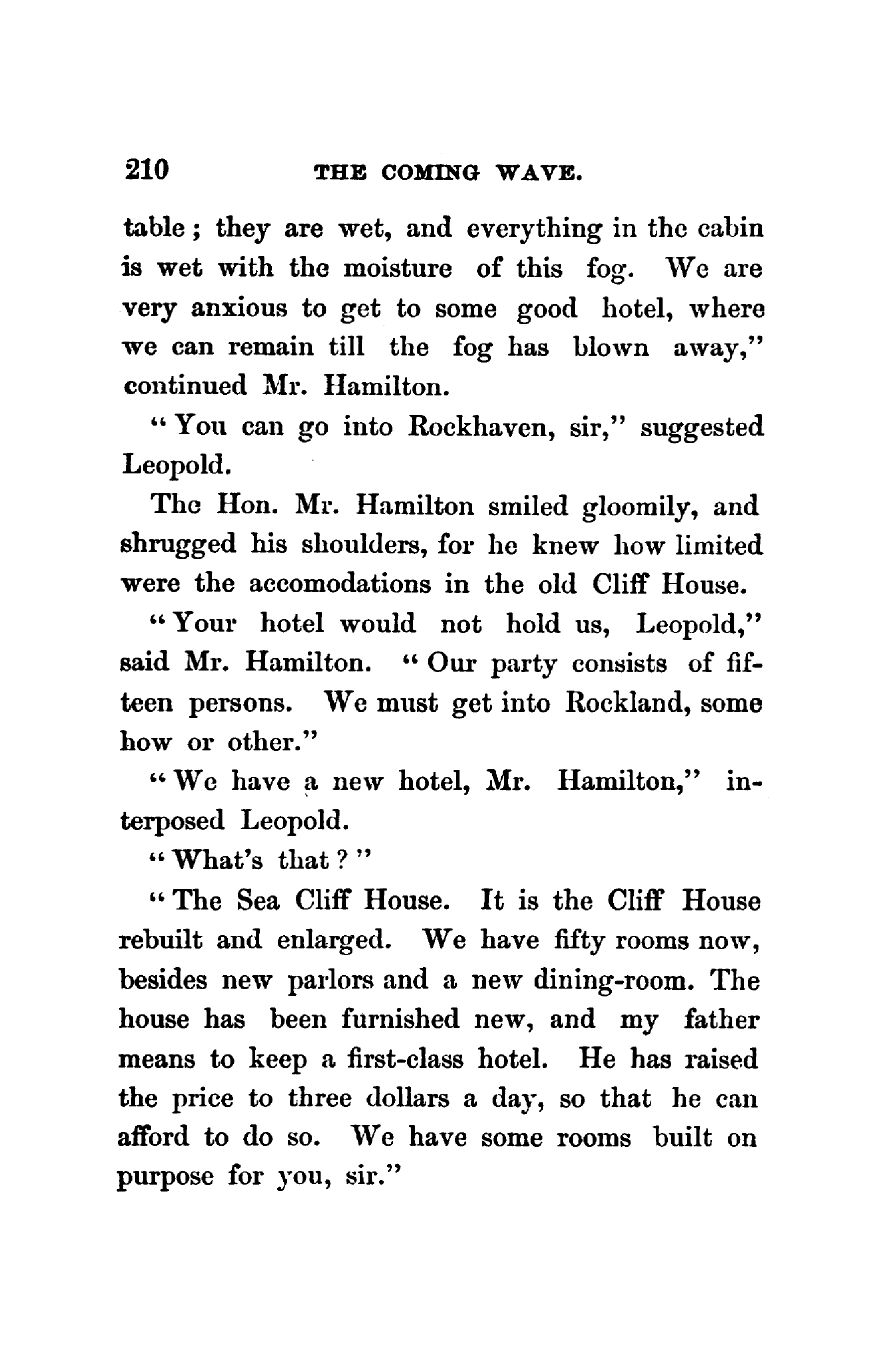 210 THE COMING WAVE.
table; they are wet, and everything in the cabin
is wet with the moisture of this fog. We are
very anxious to get to some good hotel, where
we can remain till the fog has blown away,"
continued Mr. Hamilton.
"You can go into Rockhaven, sir," suggested
Leopold.
The Hon. Mr. Hamilton smiled gloomily, and
shrugged his shoulders, for he knew how limited
were the accomodations in the old Cliff House.
"Your hotel would not hold us, Leopold,"
said Mr. Hamilton. "Our party consists of fif-
teen persons. We must get into Rockland, some
how or other."
"We have a new hotel, Mr. Hamilton," in-
terposed Leopold.
"What's that?"
"The Sea Cliff House. It is the Cliff House
rebuilt and enlarged. We have fifty rooms now,
besides new parlors and a new dining-room. The
house has been furnished new, and my father
means to keep a first-class hotel. He has raised
the price to three dollars a day, so that he can
afford to do so. We have some rooms built on
purpose for you, sir."